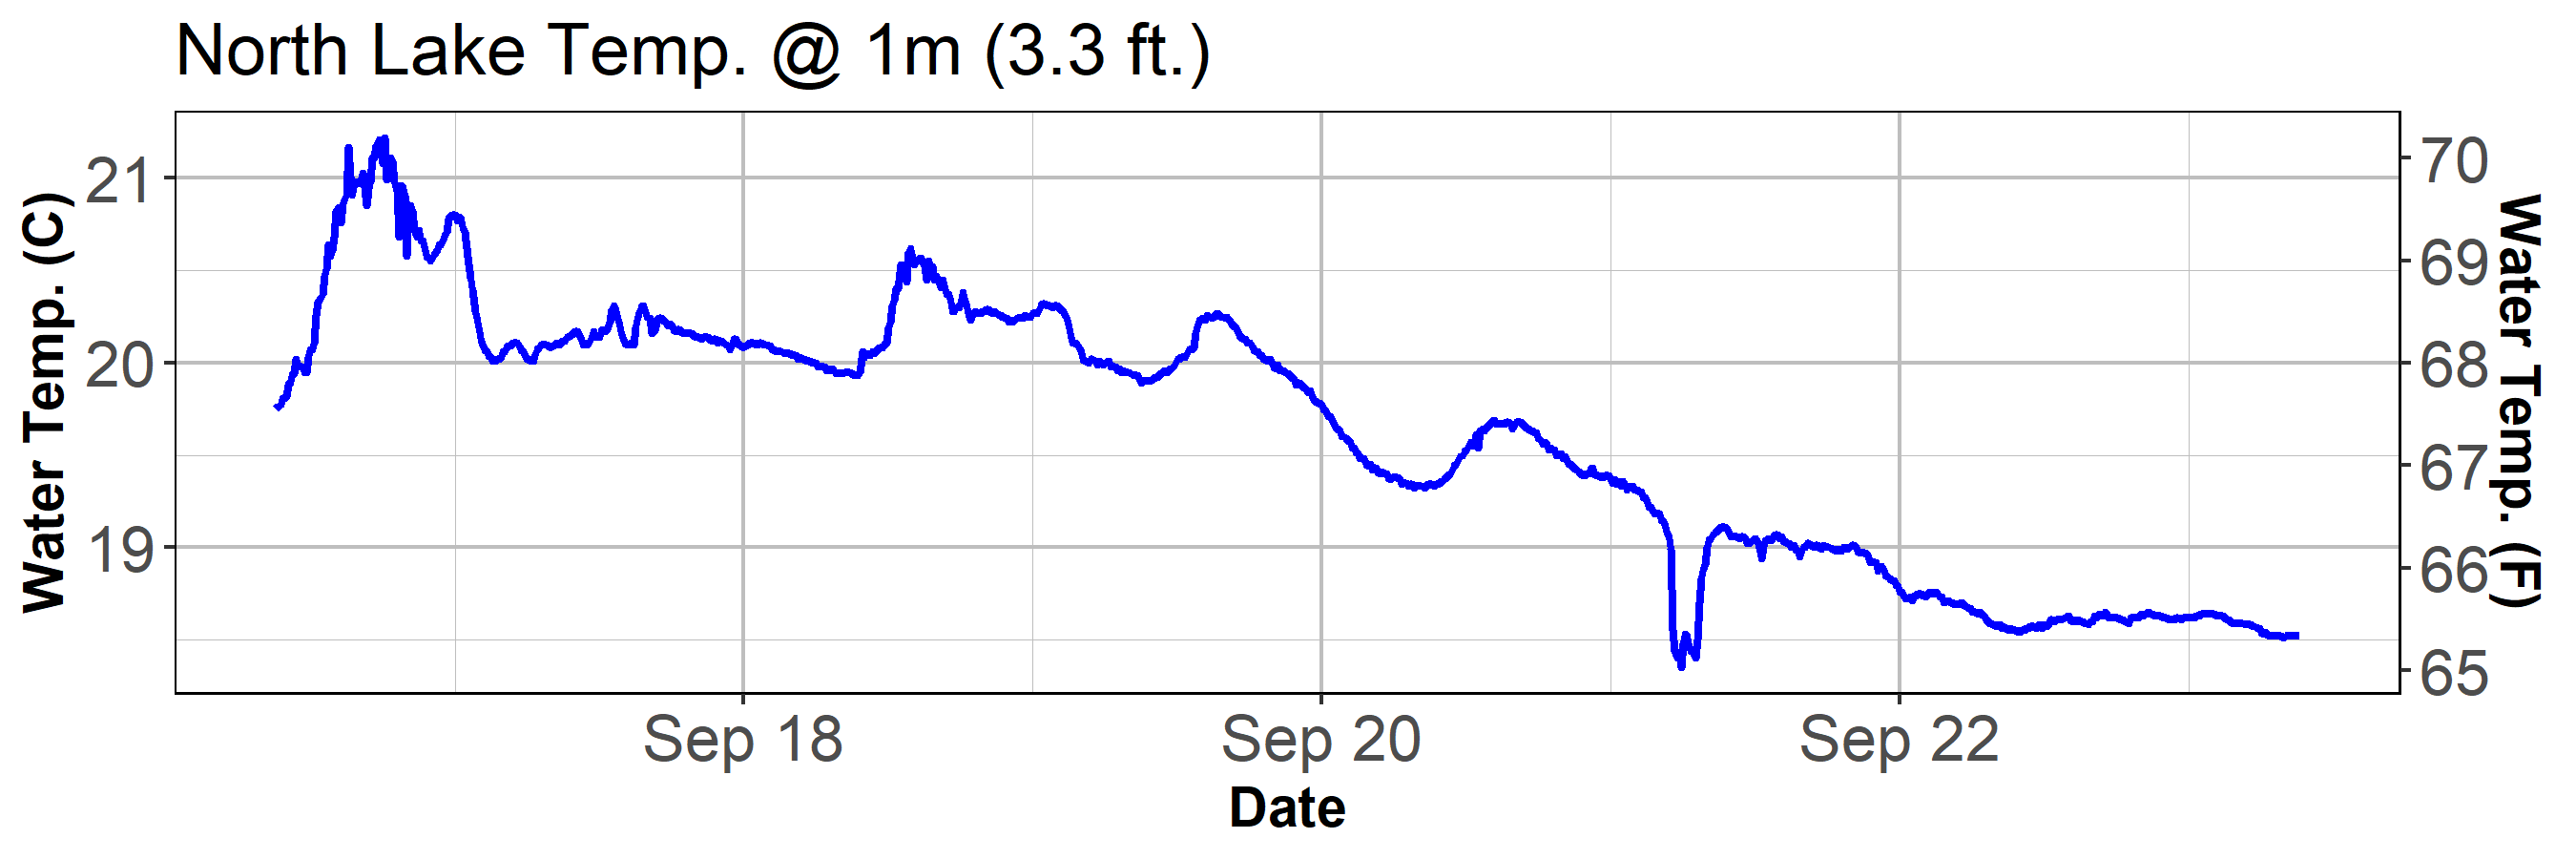 North Lake Temp. @ 1m (3.3 ft.)
Water Temp. (C)
21
20
19
70
69
68
67
66
65
Water Temp. (F)
Sep 18
Sep 20
Sep 22
Date